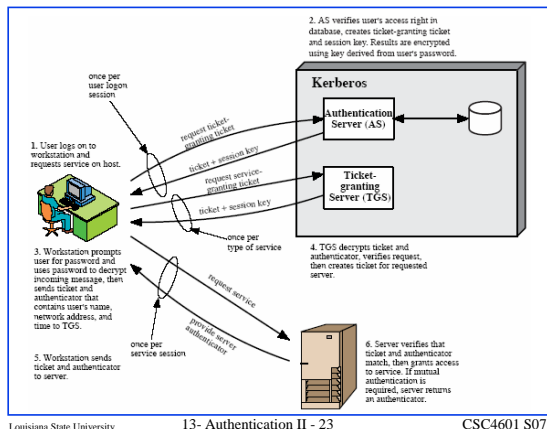 2. AS verifies user's access right in
database, creates ticket-granting ticket
and session key. Results are encrypted
using key derived from user's password.
once per
user logon
session
Kerberos
1. User logs on to
workstation and
requests service on host.
request ticket-
granting ticket
Authentication
Server (AS)
ticket + session key
request service-
granting ticket
Ticket-
granting
Server (TGS)
ticket + session key
3. Workstation prompts
user for password and
uses password to decrypt
incoming message, then
sends ticket and
authenticator that
contains user's name,
network address, and
time to TGS.
once per
type of service
4. TGS decrypts ticket and
authenticator, verifies request,
then creates ticket for requested
server.
request service
provide server
authenticator
once per
service session
5. Workstation sends
ticket and authenticator
to server.
6. Server verifies that
ticket and authenticator
match, then grants access
to service. If mutual
authentication is
required, server returns
an authenticator.
Louisiana State University
13- Authentication II - 23
CSC4601 S07